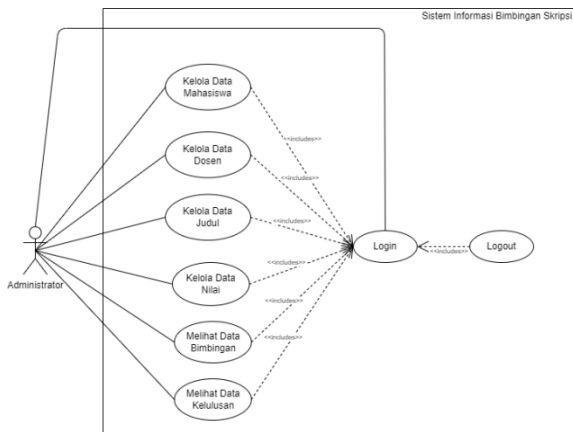 Sistem Informasi Bimbingan Skripsi
Kelola Data
Mahasiswa
<<includes>>
Kelola Data
Dosen
<<includes>>
Kelola Data
Judul
<<includes>>
Administrator
Login
<<includes>>
Logout
Kelola Data
Nilai
<<includes>>
Melihat Data
Bimbingan
<<includes>>
Melihat Data
Kelulusan
<<includes>>